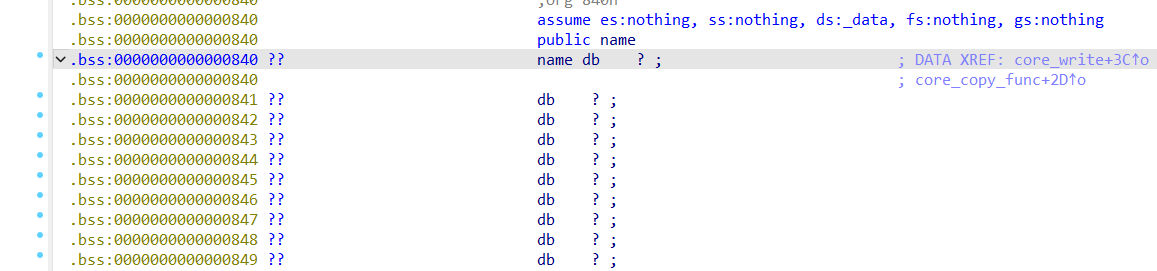 .bss:0000000000000840 ;org 840h
.bss:0000000000000840 assume es:nothing, ss:nothing, ds:_data, fs:nothing, gs:nothing
.bss:0000000000000840 public name
.bss:0000000000000840 ?? name db ? ; ; DATA XREF: core_write+3C↑o
.bss:0000000000000840 ; core_copy_func+2D↑o
.bss:0000000000000841 ?? db ? ;
.bss:0000000000000842 ?? db ? ;
.bss:0000000000000843 ?? db ? ;
.bss:0000000000000844 ?? db ? ;
.bss:0000000000000845 ?? db ? ;
.bss:0000000000000846 ?? db ? ;
.bss:0000000000000847 ?? db ? ;
.bss:0000000000000848 ?? db ? ;
.bss:0000000000000849 ?? db ? ;